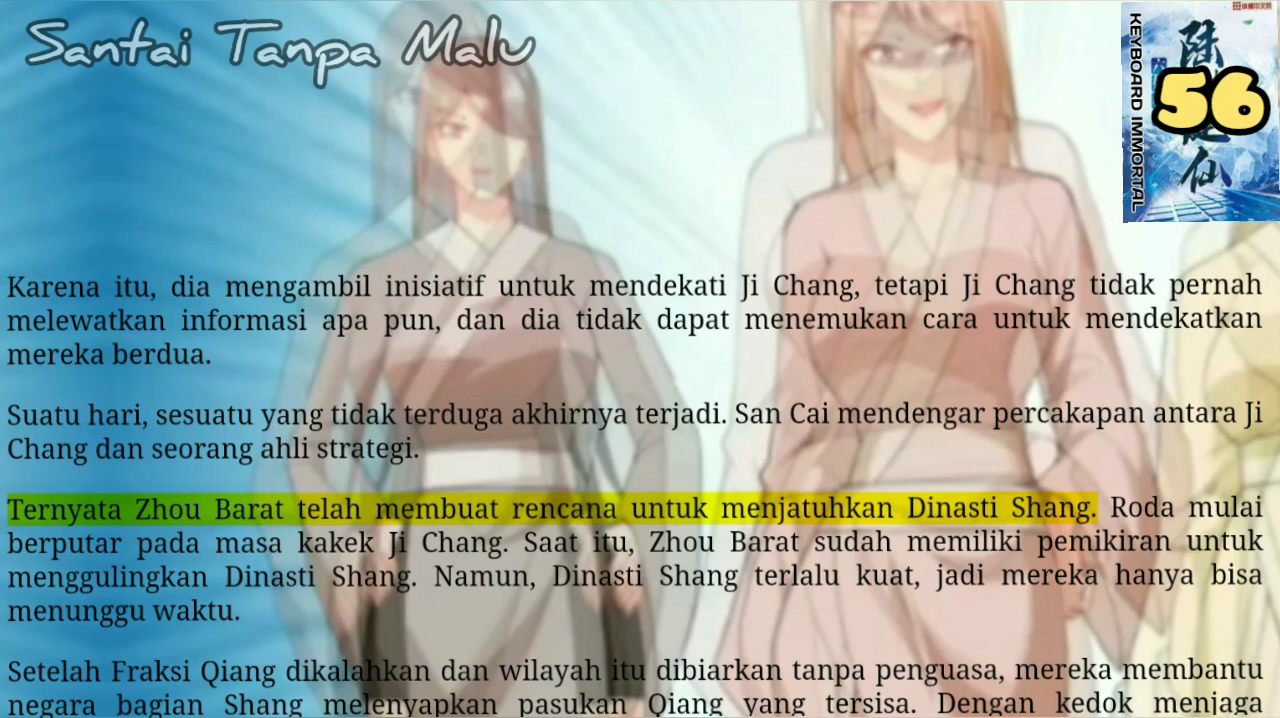 Santai Tanpa Malu
KEYBOARD IMMORTAL
56
仙
Karena itu, dia mengambil inisiatif untuk mendekati Ji Chang, tetapi Ji Chang tidak pernah
melewatkan informasi apa pun, dan dia tidak dapat menemukan cara untuk mendekatkan
mereka berdua.
Suatu hari, sesuatu yang tidak terduga akhirnya terjadi. San Cai mendengar percakapan antara Ji
Chang dan seorang ahli strategi.
Ternyata Zhou Barat telah membuat rencana untuk menjatuhkan Dinasti Shang. Roda mulai
berputar pada masa kakek Ji Chang. Saat itu, Zhou Barat sudah memiliki pemikiran untuk
menggulingkan Dinasti Shang. Namun, Dinasti Shang terlalu kuat, jadi mereka hanya bisa
menunggu waktu.
Setelah Fraksi Qiang dikalahkan dan wilayah itu dibiarkan tanpa penguasa, mereka membantu
negara bagian Shang melenyapkan pasukan Qiang yang tersisa. Dengan kedok menjaga